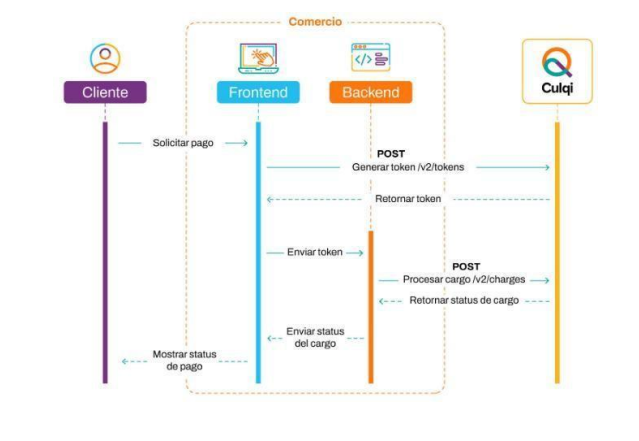 Comercio
Cliente
Frontend
Backend
Culqi
Solicitar pago
POST
Generar token /v2/tokens
Retornar token
Enviar token
POST
Procesar cargo /v2/charges
Retornar status de cargo
Enviar status
del cargo
Mostrar status
de pago